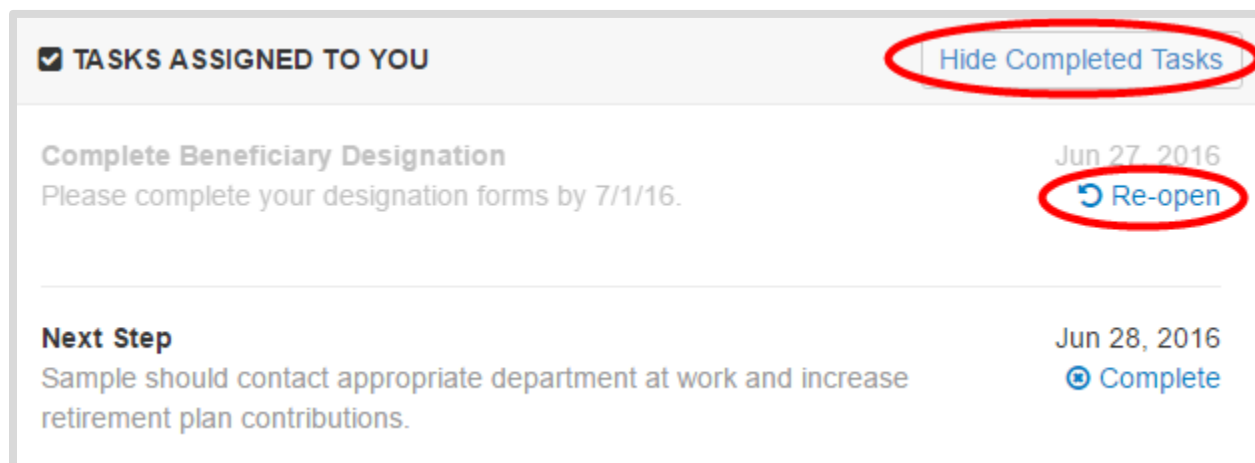 TASKS ASSIGNED TO YOU
Hide Completed Tasks
Complete Beneficiary Designation
Jun 27, 2016
Please complete your designation forms by 7/1/16.
Re-open
Next Step
Jun 28, 2016
Sample should contact appropriate department at work and increase
Complete
retirement plan contributions.